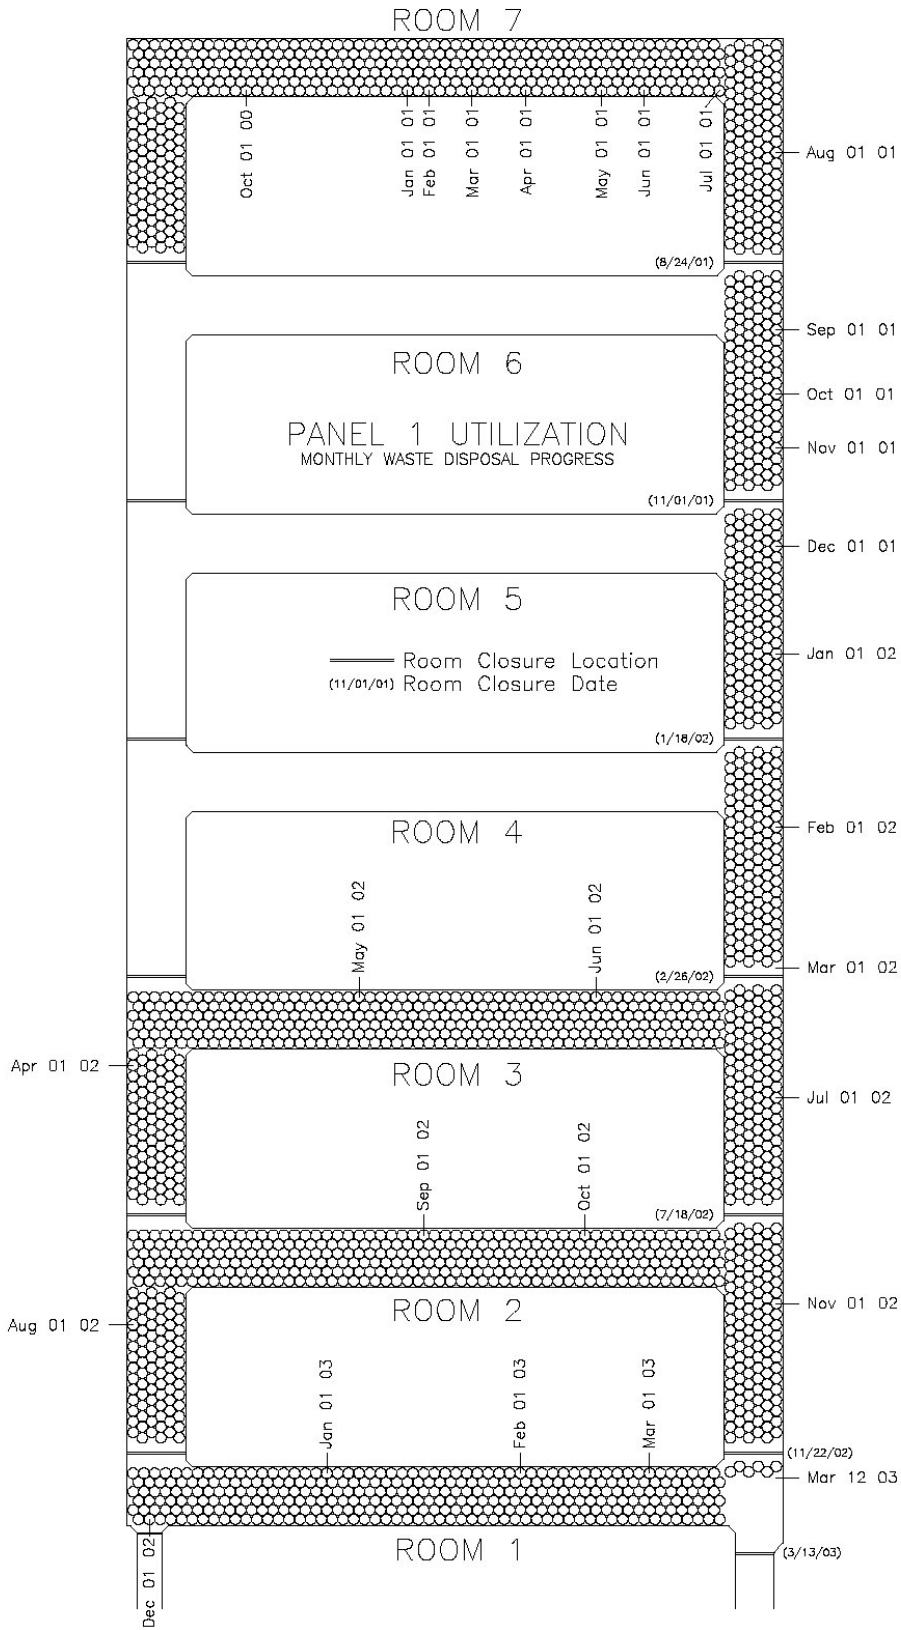 ROOM 7
Oct 01 00
Jan 01 01
Feb 01 01
Mar 01 01
Apr 01 01
May 01 01
Jun 01 01
Jul 01 01
Aug 01 01
(8/24/01)
Sep 01 01
ROOM 6
Oct 01 01
PANEL 1 UTILIZATION
MONTHLY WASTE DISPOSAL PROGRESS
Nov 01 01
(11/01/01)
Dec 01 01
ROOM 5
Room Closure Location
(11/01/01) Room Closure Date
Jan 01 02
(1/18/02)
ROOM 4
Feb 01 02
May 01 02
Jun 01 02
Mar 01 02
(2/26/02)
Apr 01 02
ROOM 3
Jul 01 02
Sep 01 02
Oct 01 02
(7/18/02)
Nov 01 02
ROOM 2
Aug 01 02
Jan 01 03
Feb 01 03
Mar 01 03
(11/22/02)
Mar 12 03
ROOM 1
(3/13/03)
Dec 01 02